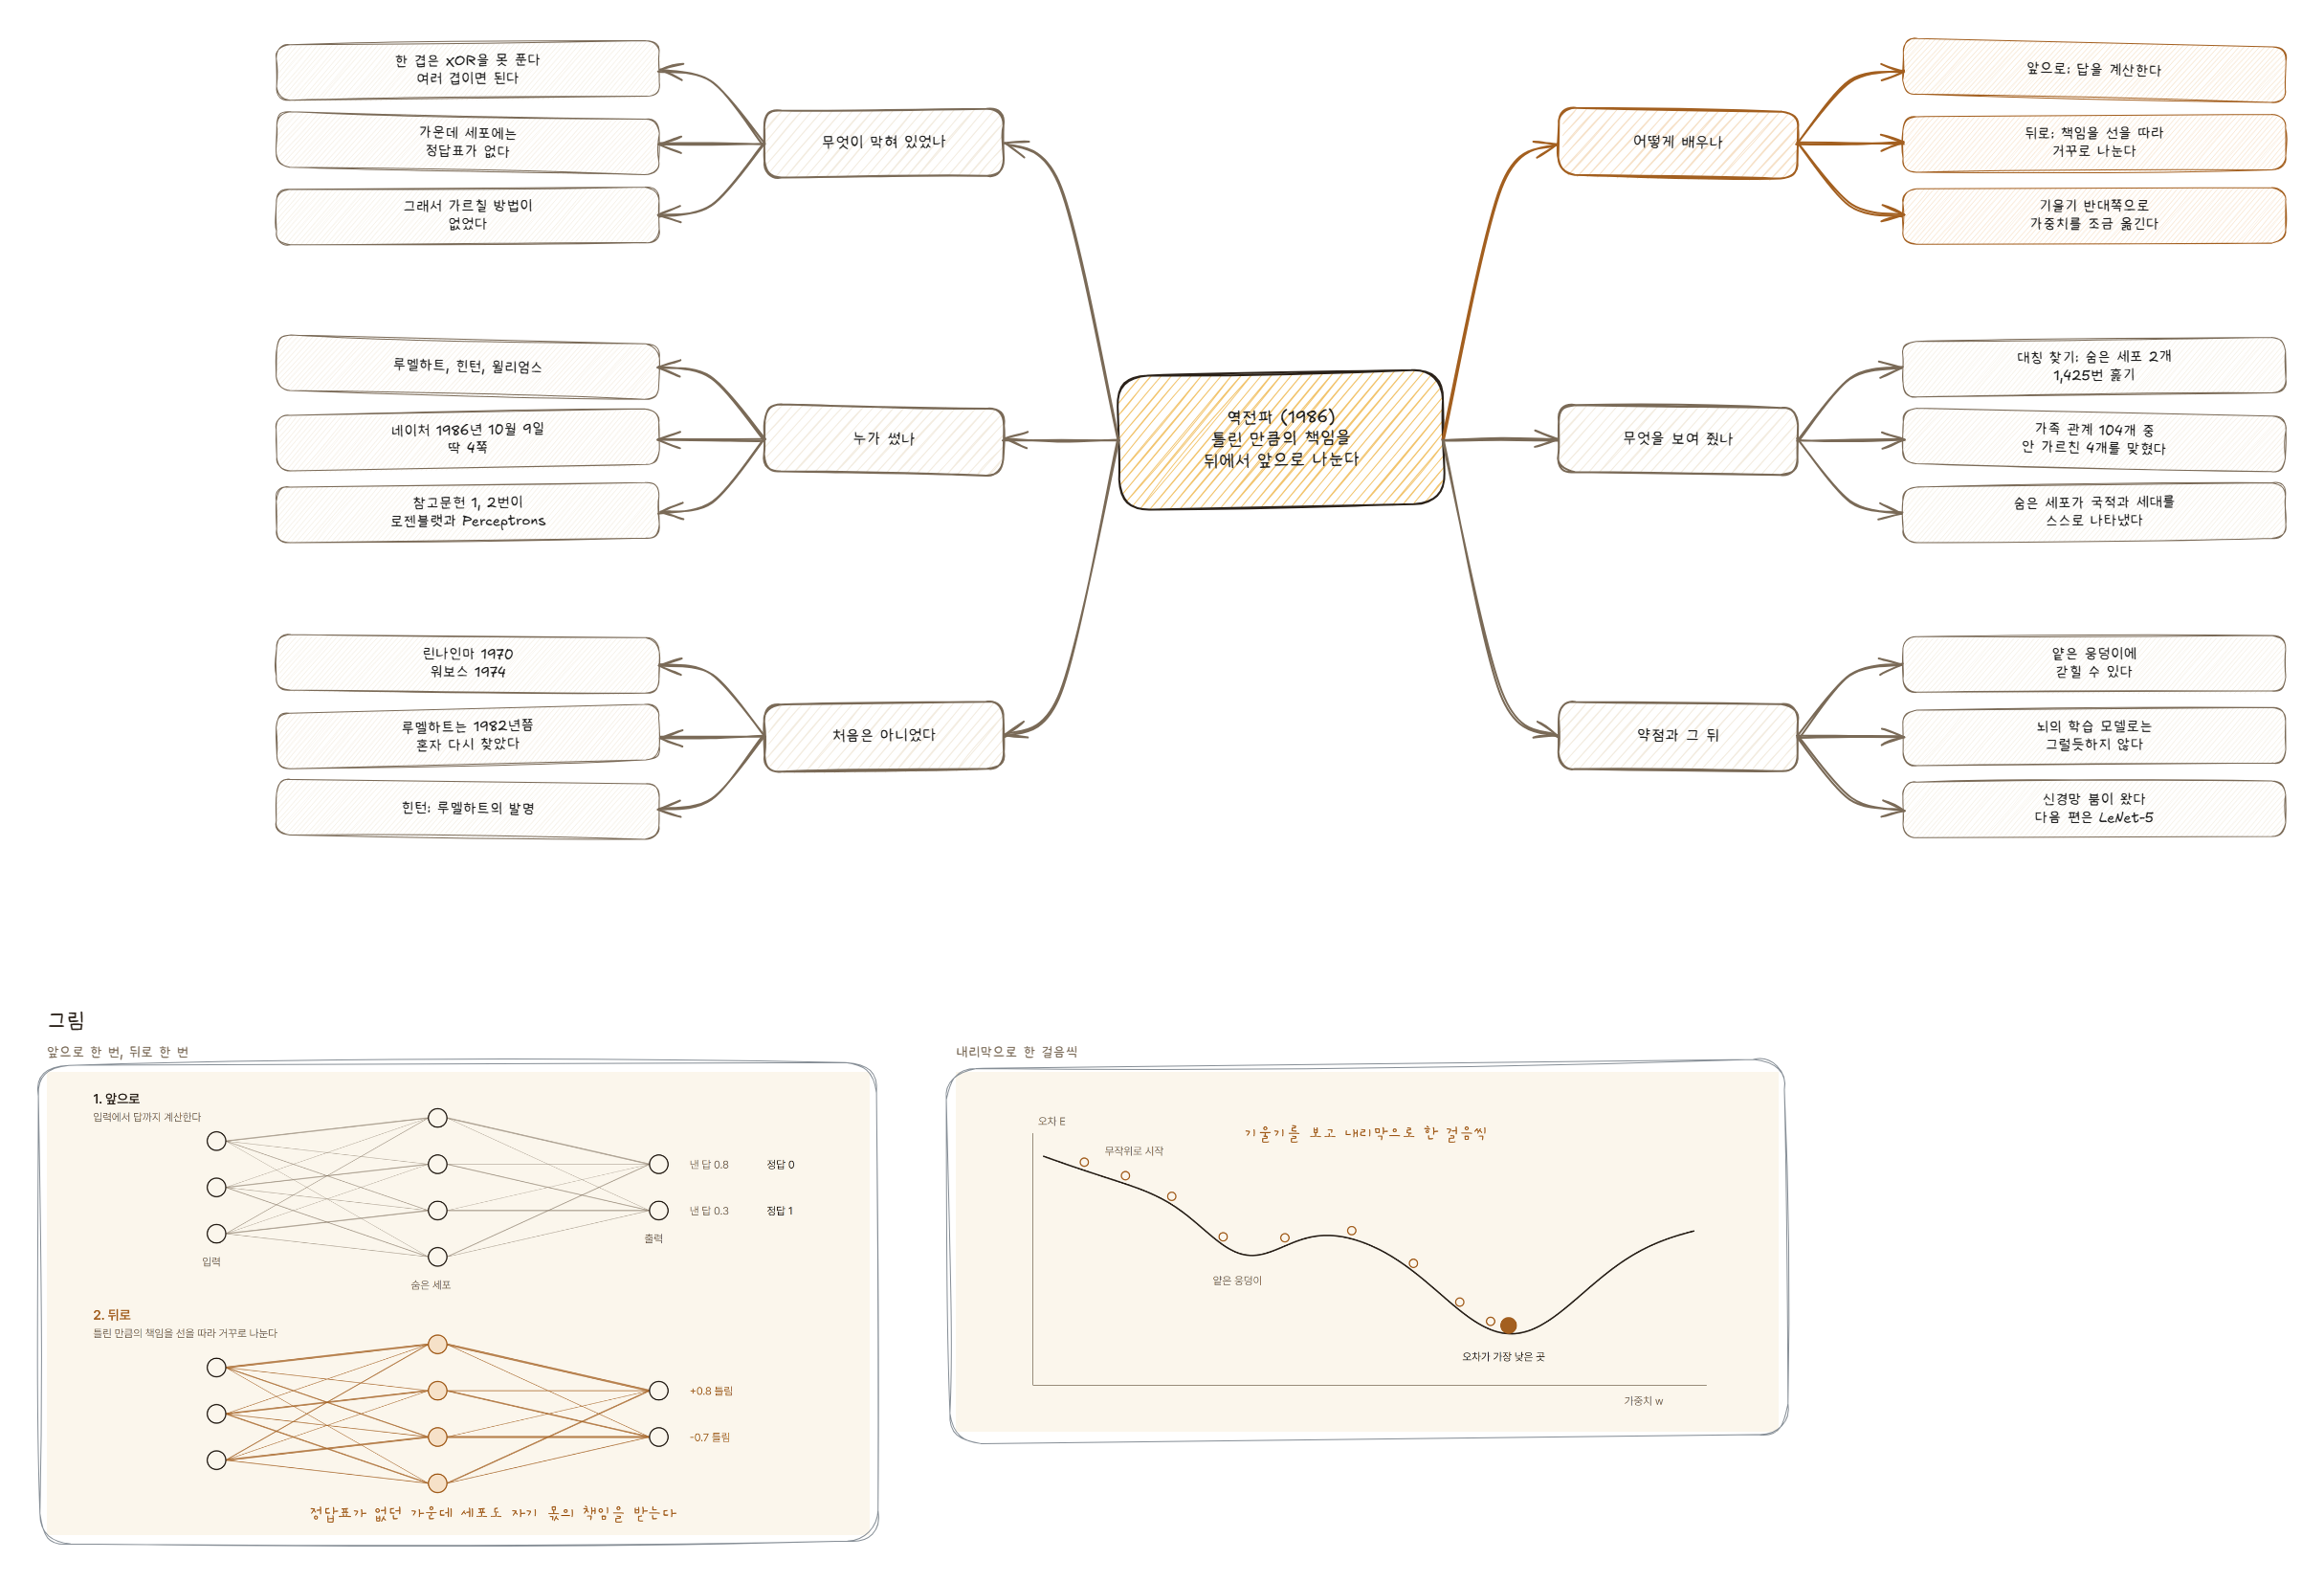 한 겹은 XOR을 못 푼다
여러 겹이면 된다
가운데 세포에는
정답표가 없다
그래서 가르칠 방법이
없었다
무엇이 막혀 있었나
루멜하트, 힌턴, 윌리엄스
네이처 1986년 10월 9일
딱 4쪽
참고문헌 1, 2번이
로젠블랫과 Perceptrons
누가 썼나
린나인마 1970
워보스 1974
루멜하트는 1982년쯤
혼자 다시 찾았다
힌턴: 루멜하트의 발명
처음은 아니었다
역전파 (1986)
틀린 만큼의 책임을
뒤에서 앞으로 나눈다
어떻게 배우나
앞으로: 답을 계산한다
뒤로: 책임을 선을 따라
거꾸로 나눈다
기울기 반대쪽으로
가중치를 조금 옮긴다
무엇을 보여 줬나
대칭 찾기: 숨은 세포 2개
1,425번 훑기
가족 관계 104개 중
안 가르친 4개를 맞혔다
숨은 세포가 국적과 세대를
스스로 나타냈다
약점과 그 뒤
얕은 웅덩이에
갇힐 수 있다
뇌의 학습 모델로는
그럴듯하지 않다
신경망 붐이 왔다
다음 편은 LeNet-5
그림
앞으로 한 번, 뒤로 한 번
1. 앞으로
입력에서 답까지 계산한다
낸 답 0.8 정답 0
낸 답 0.3 정답 1
출력
입력
숨은 세포
2. 뒤로
틀린 만큼의 책임을 선을 따라 거꾸로 나눈다
+0.8 틀림
-0.7 틀림
정답표가 없던 가운데 세포도 자기 몫의 책임을 받는다
내리막으로 한 걸음씩
오차 E
기울기를 보고 내리막으로 한 걸음씩
무작위로 시작
얕은 웅덩이
오차가 가장 낮은 곳
가중치 w